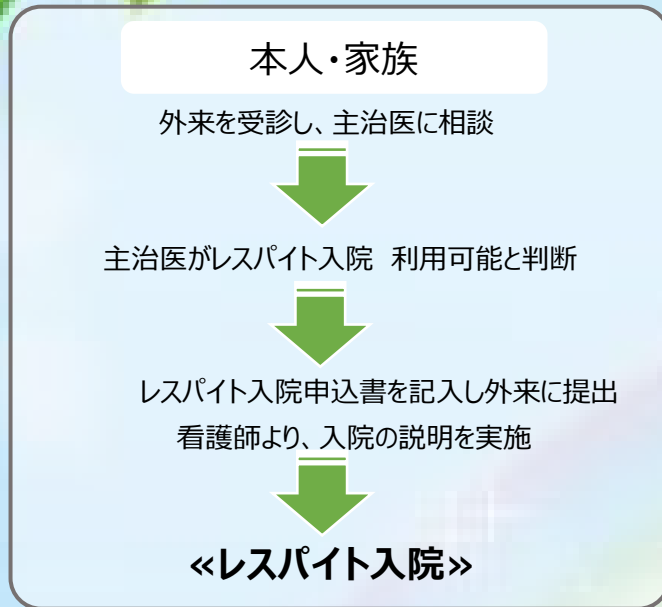 本人・家族
外来を受診し、主治医に相談
主治医がレスパイト入院 利用可能と判断
レスパイト入院申込書を記入し外来に提出
看護師より、入院の説明を実施
«レスパイト入院»